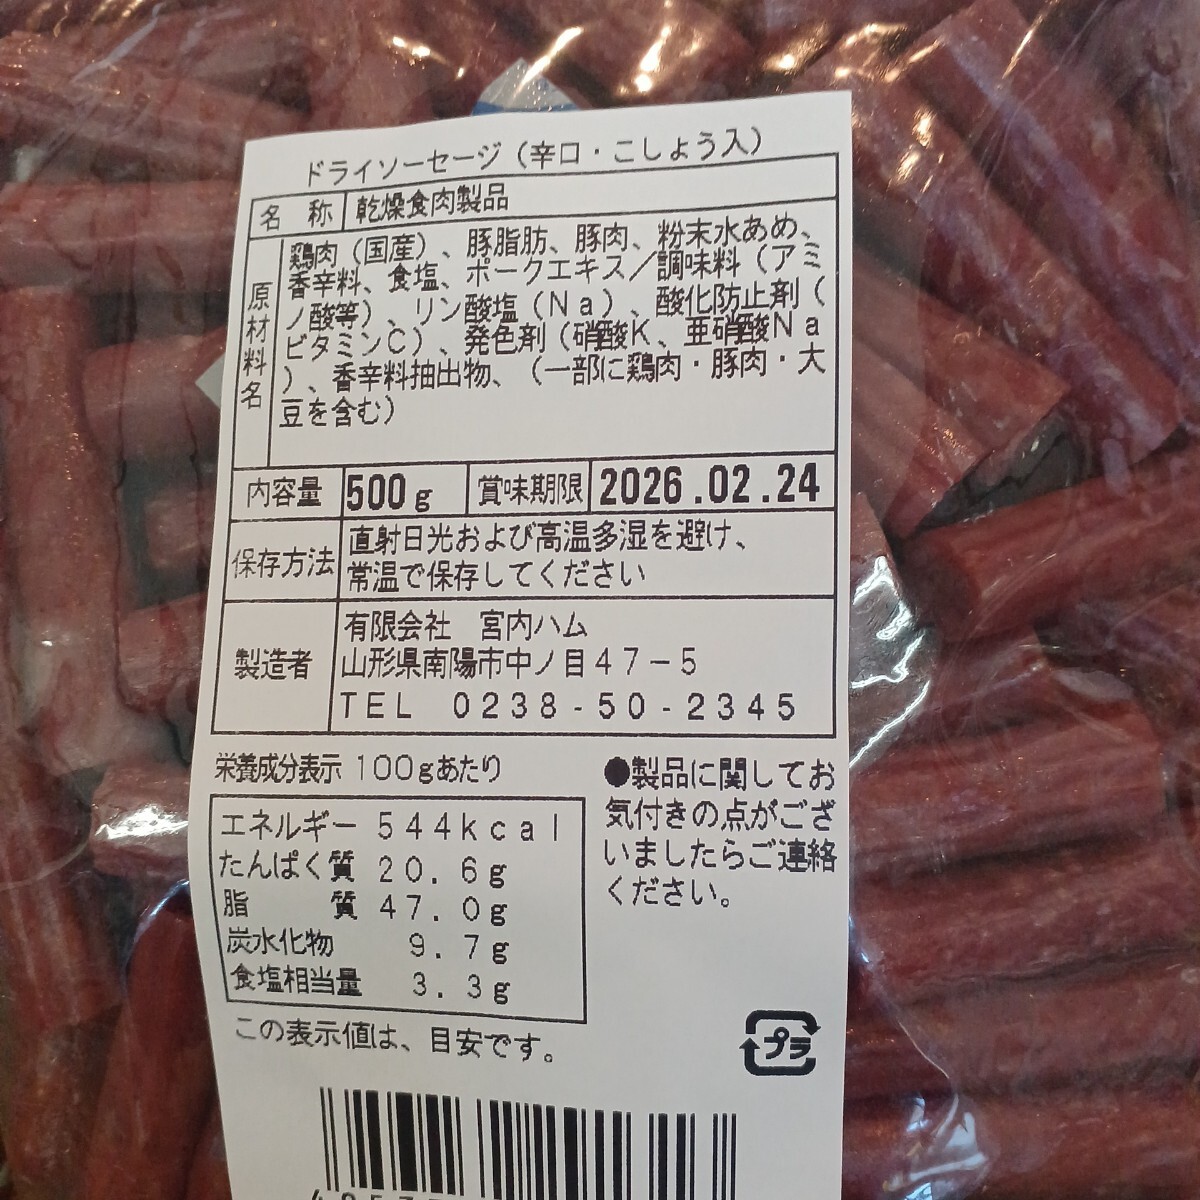 ドライソーセージ（辛口・こしょう入）
名 称 乾燥食肉製品
原材料名
鶏肉（国産）、豚脂肪、豚肉、粉末水あめ、
香辛料、食塩、ポークエキス／調味料（アミ
ノ酸等）、リン酸塩（Ｎａ）、酸化防止剤（
ビタミンＣ）、発色剤（硝酸Ｋ、亜硝酸Ｎａ
）、香辛料抽出物、（一部に鶏肉・豚肉・大
豆を含む）
内容量 500g 賞味期限 2026.02.24
保存方法
直射日光および高温多湿を避け、
常温で保存してください
製造者
有限会社　宮内ハム
山形県南陽市中ノ目４７－５
ＴＥＬ　０２３８-５０-２３４５
栄養成分表示 １００ｇあたり
エネルギー ５４４ｋｃａｌ
たんぱく質 ２０．６ｇ
脂　　質 ４７．０ｇ
炭水化物 ９．７ｇ
食塩相当量 ３．３ｇ
この表示値は、目安です。
●製品に関してお
気付きの点がござ
いましたらご連絡
ください。
プラ